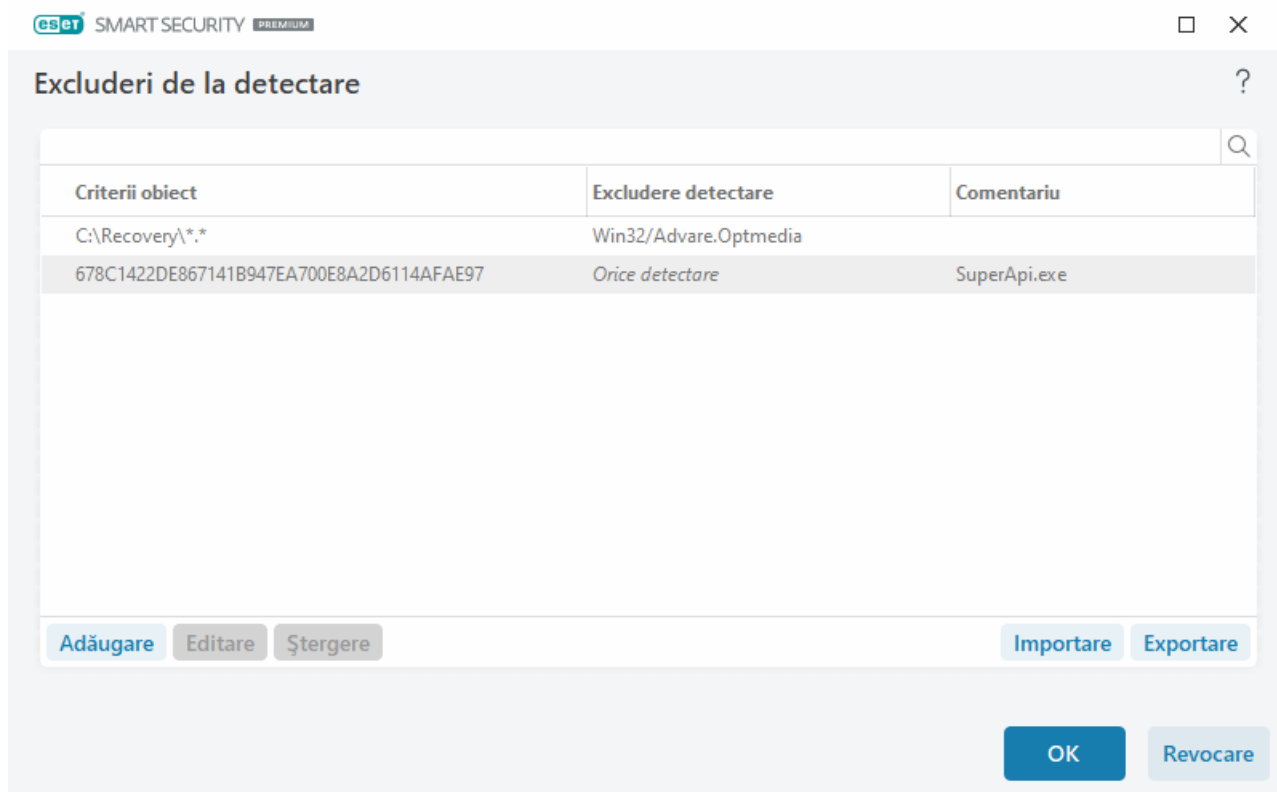 eset SMART SECURITY PREMIUM
Excluderi de la detectare ?
Criterii obiect Excludere detectare Comentariu
C:\Recovery\*.* Win32/Advare.Optmedia
678C1422DE867141B947EA700E8A2D6114AFAE97 Orice detectare SuperApi.exe
Adăugare Editare Ştergere Importare Exportare
OK Revocare